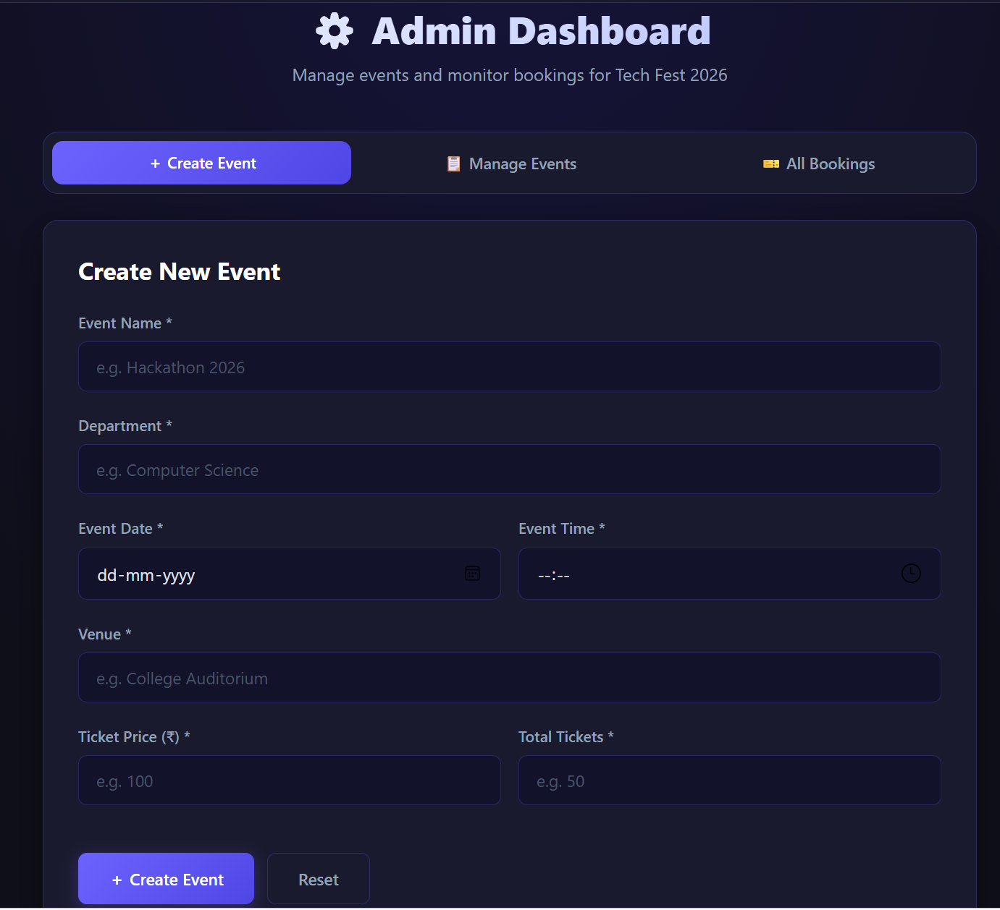 Admin Dashboard
Manage events and monitor bookings for Tech Fest 2026
+ Create Event
Manage Events
All Bookings
Create New Event
Event Name *
e.g. Hackathon 2026
Department *
e.g. Computer Science
Event Date * Event Time *
dd-mm-yyyy --:--
Venue *
e.g. College Auditorium
Ticket Price (₹) * Total Tickets *
e.g. 100 e.g. 50
+ Create Event Reset